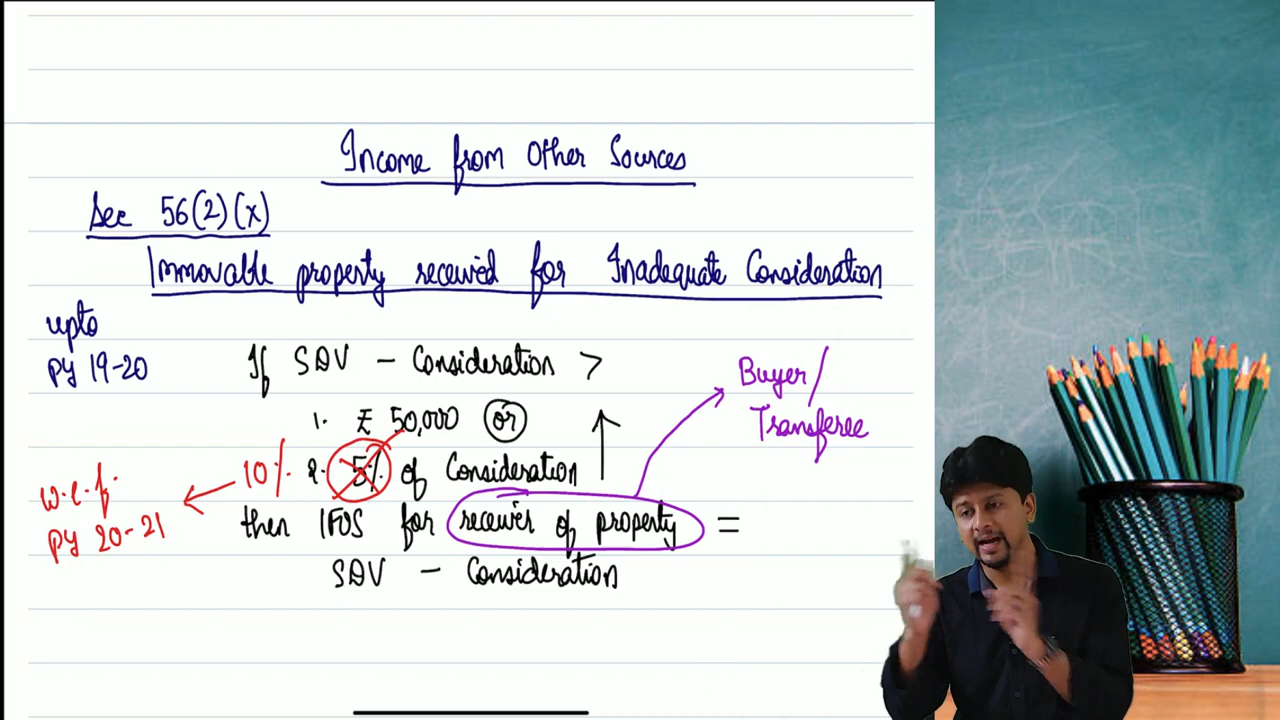 Income from Other Sources
Sec 56(2)(x)
Immovable property received for Inadequate Consideration
upto
PY 19-20
If SDV - Consideration >
1. ₹ 50,000 or
2. 5% of Consideration
10%
w.e.f.
PY 20-21
then IFOS for receiver of property =
SDV - Consideration
Buyer/
Transferee